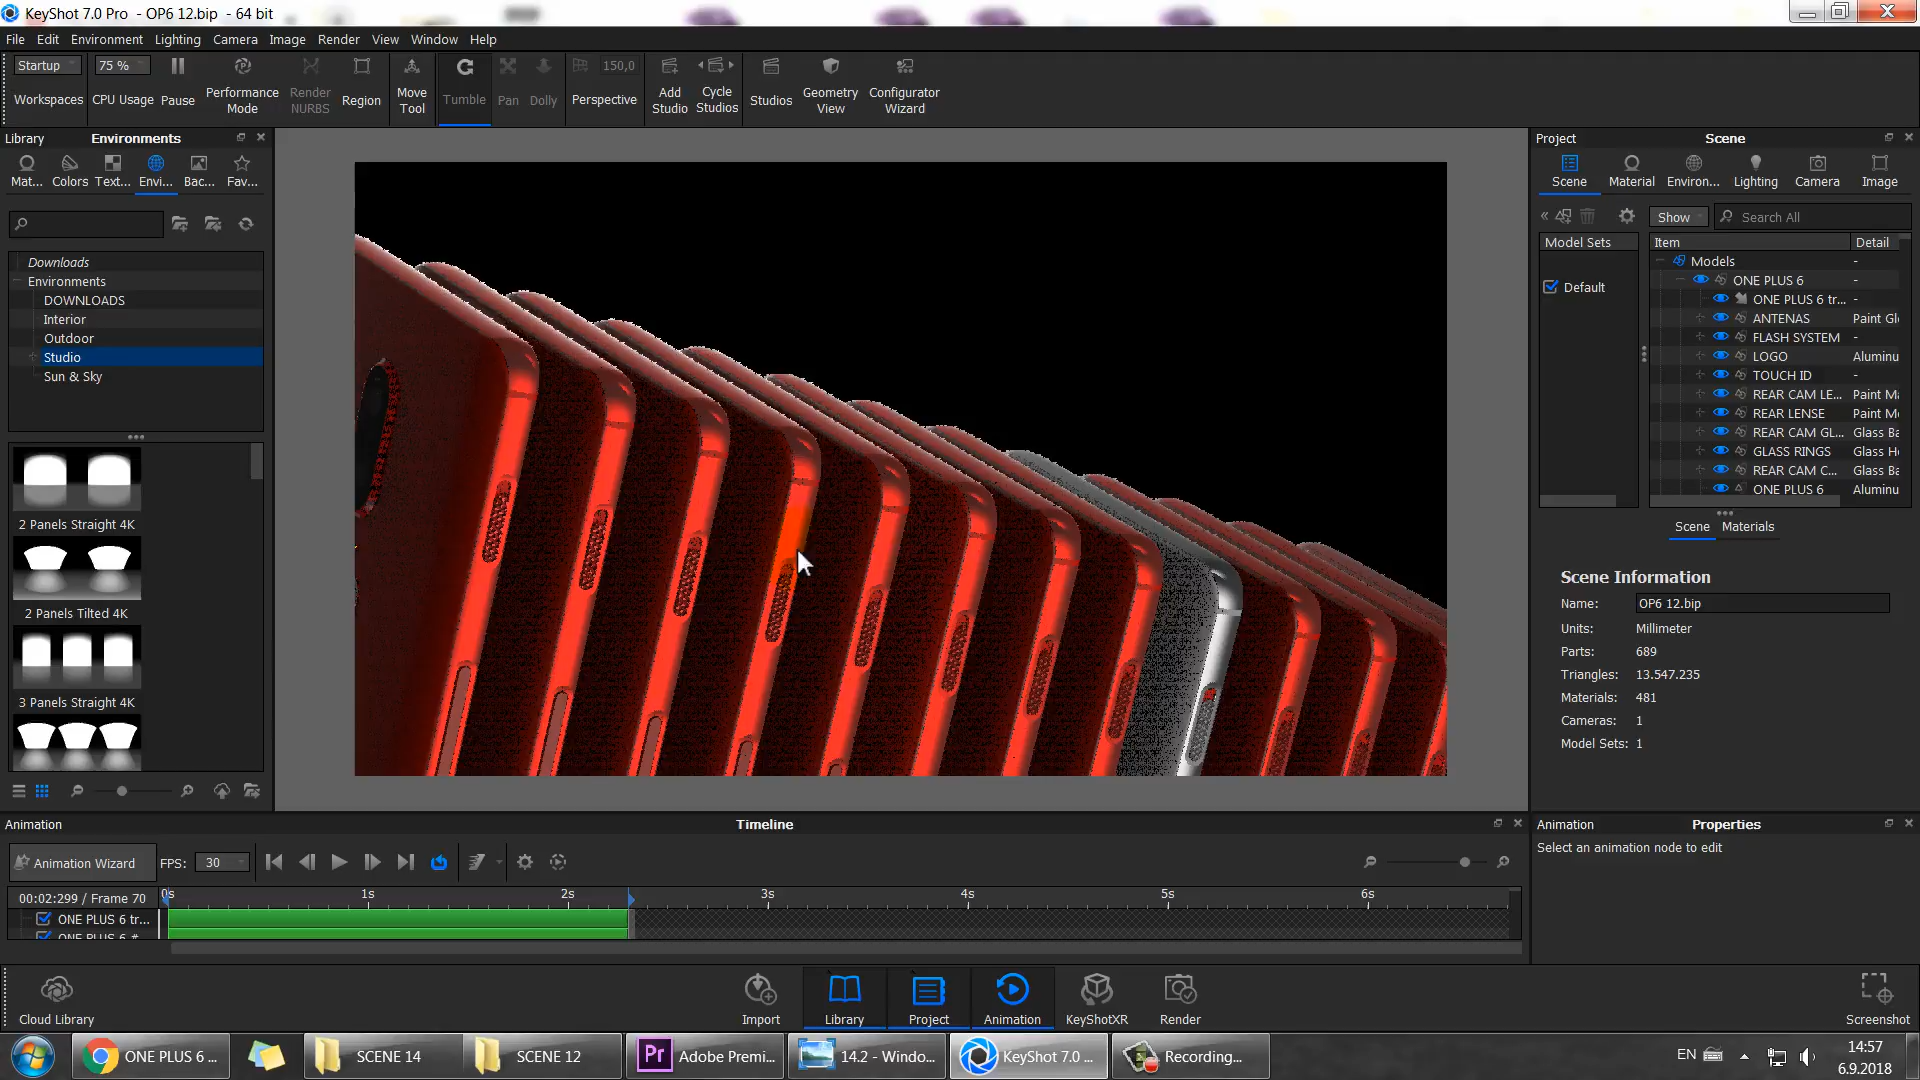 KeyShot 7.0 Pro - OP6 12.bip - 64 bit
File Edit Environment Lighting Camera Image Render View Window Help
Startup 75 % 150,0
Workspaces CPU Usage Pause Performance Mode Render NURBS Region Move Tool Tumble Pan Dolly Perspective Add Studio Cycle Studios Studios Geometry View Configurator Wizard
Library Environments
Mat... Colors Text... Envi... Bac... Fav...
Downloads
Environments
DOWNLOADS
Interior
Outdoor
Studio
Sun & Sky
2 Panels Straight 4K
2 Panels Tilted 4K
3 Panels Straight 4K
Project Scene
Scene Material Environ... Lighting Camera Image
Show Search All
Model Sets
Default
Item Detail
Models -
ONE PLUS 6 -
ONE PLUS 6 tr... -
ANTENAS Paint Gl
FLASH SYSTEM -
LOGO Aluminu
TOUCH ID -
REAR CAM LE... Paint M
REAR LENSE Paint Me
REAR CAM GL... Glass Ba
GLASS RINGS Glass He
REAR CAM C... Glass Ba
ONE PLUS 6 Aluminu
Scene Materials
Scene Information
Name: OP6 12.bip
Units: Millimeter
Parts: 689
Triangles: 13.547.235
Materials: 481
Cameras: 1
Model Sets: 1
Animation Timeline
Animation Wizard FPS: 30
00:02:299 / Frame 70 0s 1s 2s 3s 4s 5s 6s
ONE PLUS 6 tr...
ONE PLUS 6 #
Animation Properties
Select an animation node to edit
Cloud Library Import Library Project Animation KeyShotXR Render Screenshot
ONE PLUS 6 ... SCENE 14 SCENE 12 Pr Adobe Premi... 14.2 - Windo... KeyShot 7.0 ... Recording... EN 14:57
6.9.2018